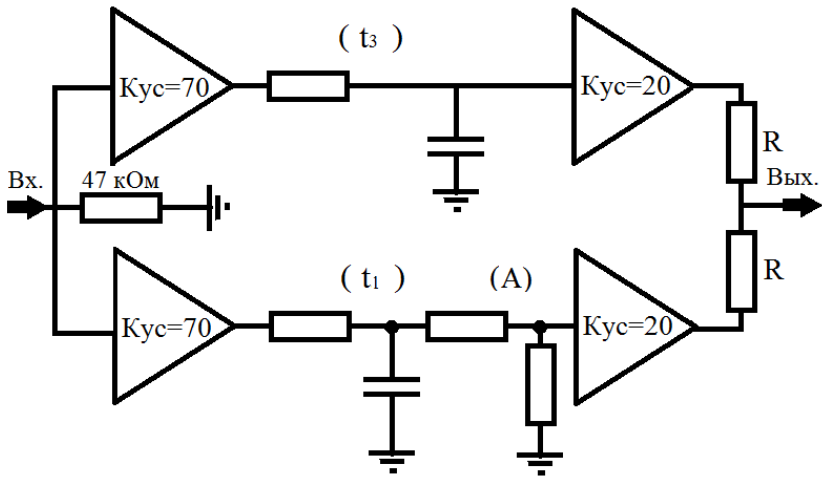 ( t3 )
Кус=70
Кус=20
R
Вх.
47 кОм
Вых.
R
( t1 )
(A)
Кус=70
Кус=20